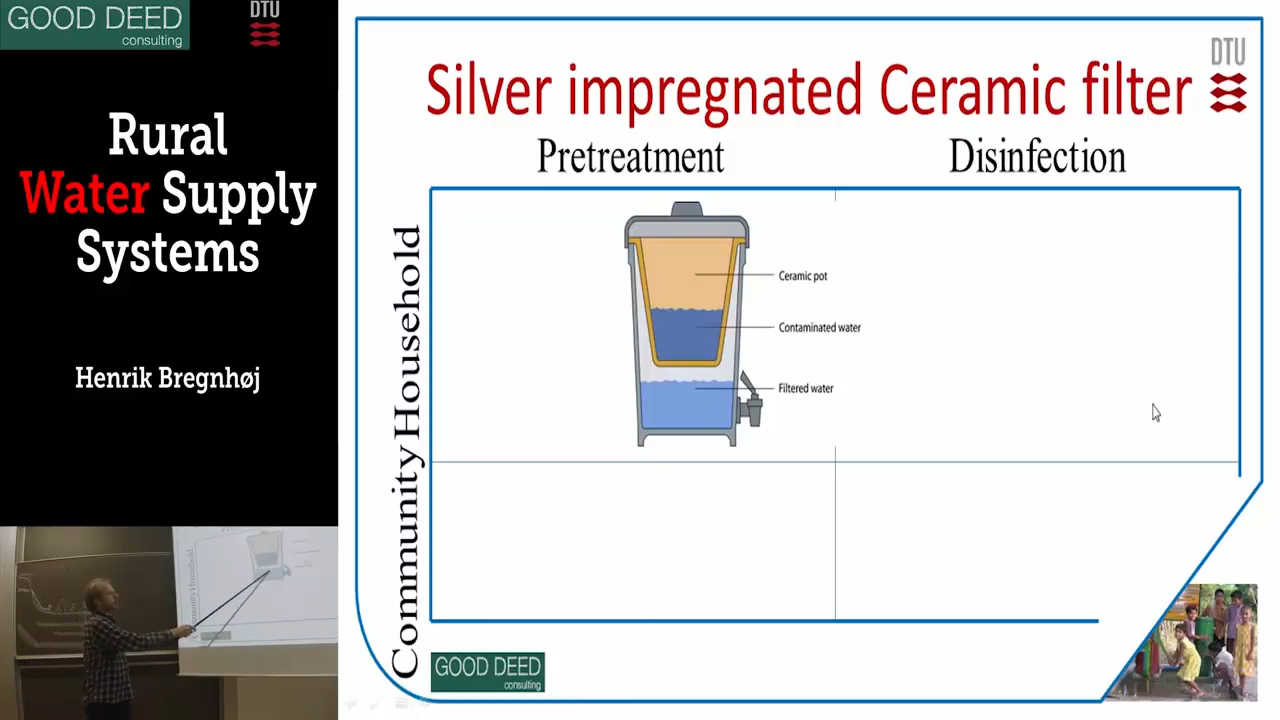 GOOD DEED
consulting
DTU
Rural
Water Supply
Systems
Henrik Bregnhøj
Silver impregnated Ceramic filter
DTU
Pretreatment
Disinfection
Household
Community
Ceramic pot
Contaminated water
Filtered water
GOOD DEED
consulting